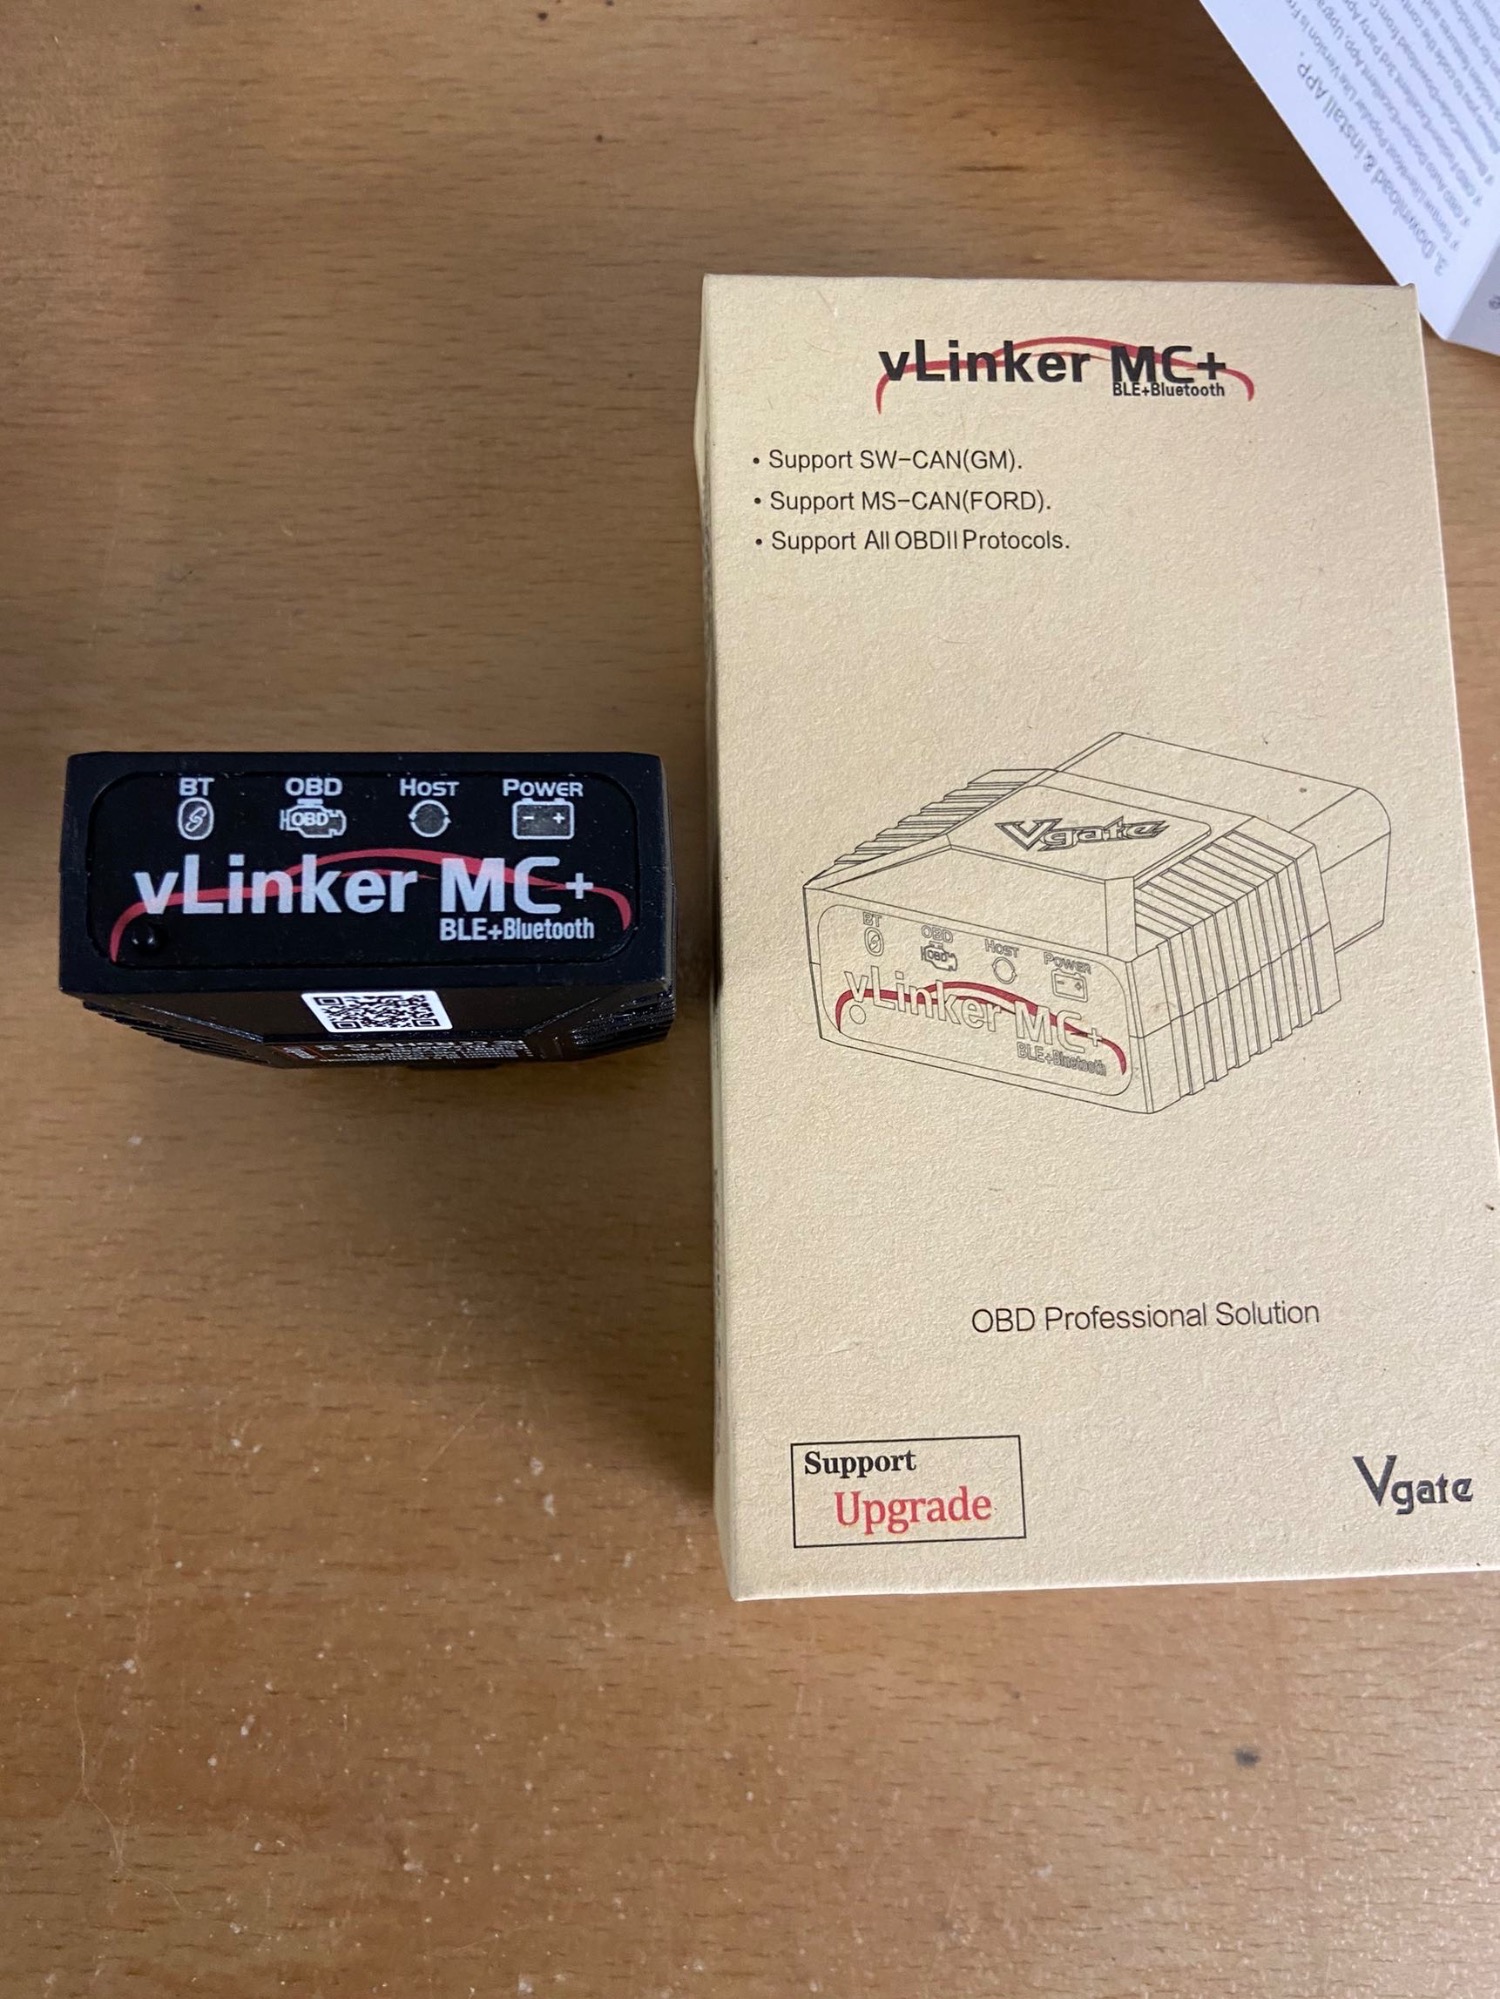 3. Download & Install APP.
vLinker MC+
BLE+Bluetooth
• Support SW-CAN(GM).
• Support MS-CAN(FORD).
• Support All OBDII Protocols.
Vgate
BT OBD HOST POWER
OBD
vLinker MC+
BLE+Bluetooth
OBD Professional Solution
Support
Upgrade
Vgate
BT OBD HOST POWER
OBD
vLinker MC+
BLE+Bluetooth